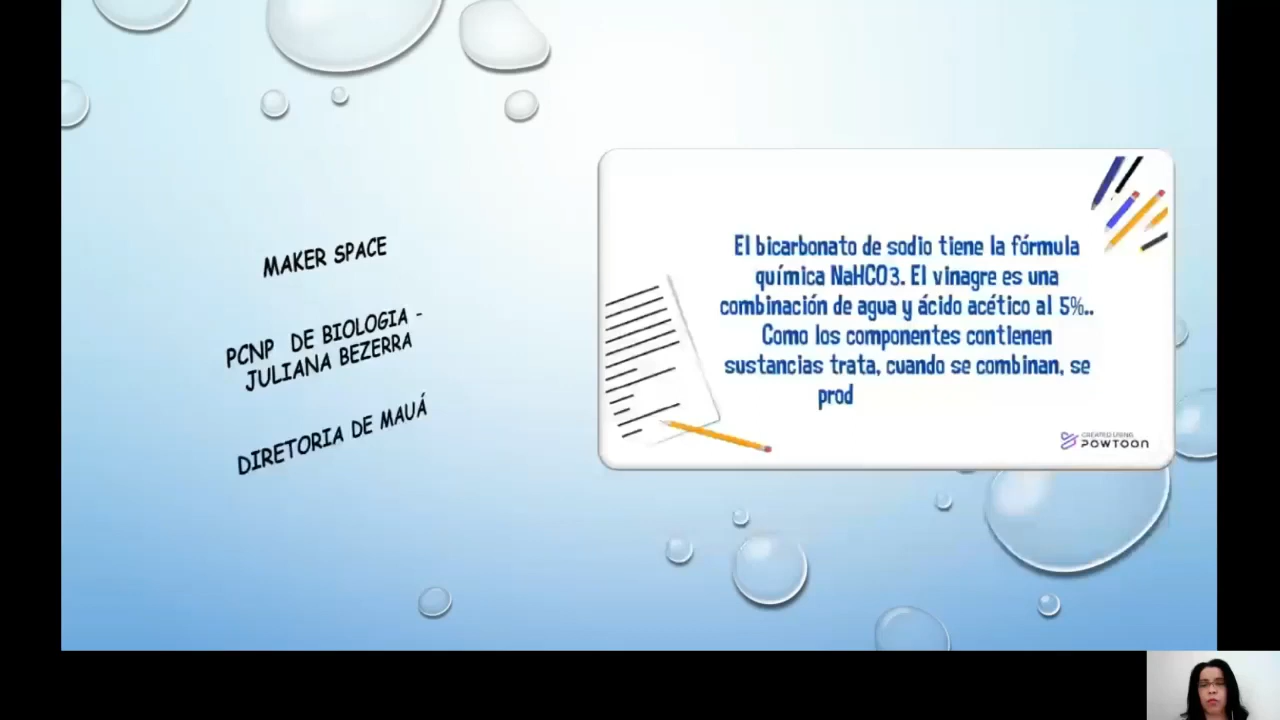 MAKER SPACE
PCNP DE BIOLOGIA -
JULIANA BEZERRA
DIRETORIA DE MAUÁ
El bicarbonato de sodio tiene la fórmula
química NaHCO3. El vinagre es una
combinación de agua y ácido acético al 5%..
Como los componentes contienen
sustancias trata, cuando se combinan, se
prod
CREATED USING
POWTOON